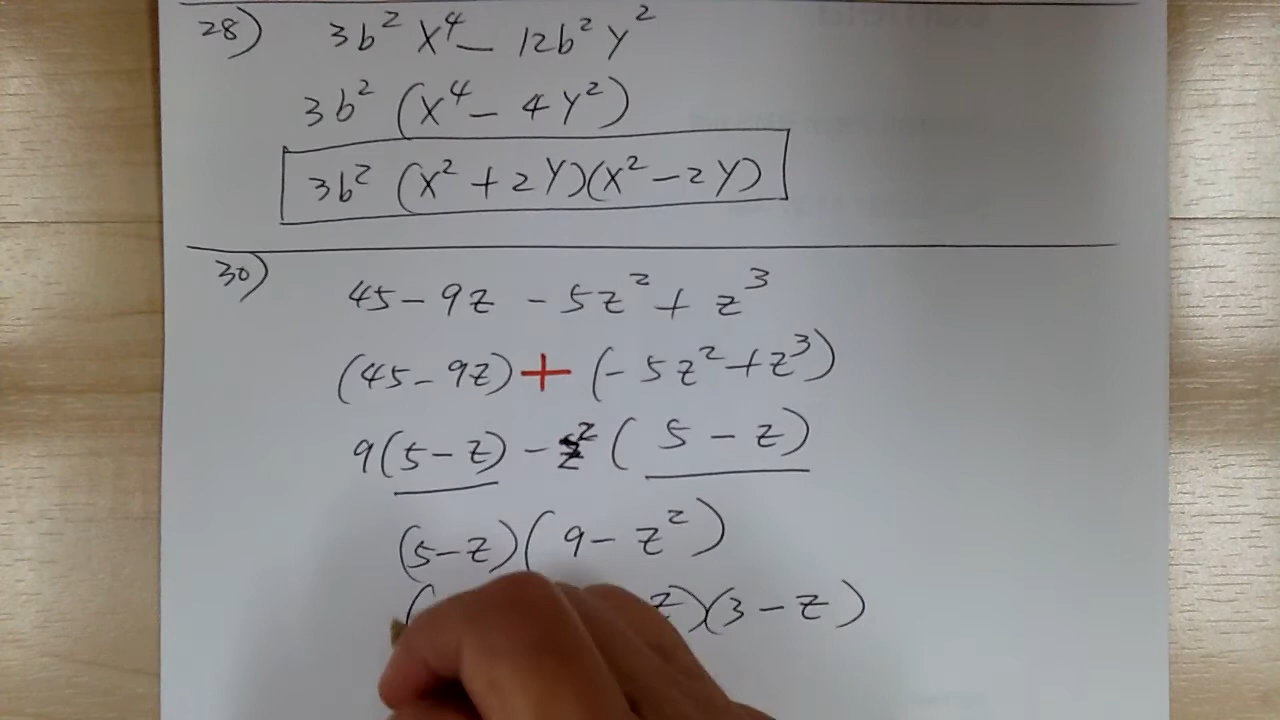 28) 3b² X⁴ - 12b² Y²
3b² (X⁴ - 4Y²)
3b² (X² + 2Y)(X² - 2Y)
30)
45 - 9z - 5z² + z³
(45 - 9z) + (- 5z² + z³)
9(5 - z) - z² ( 5 - z)
(5 - z)(9 - z²)
( z)(3 - z)